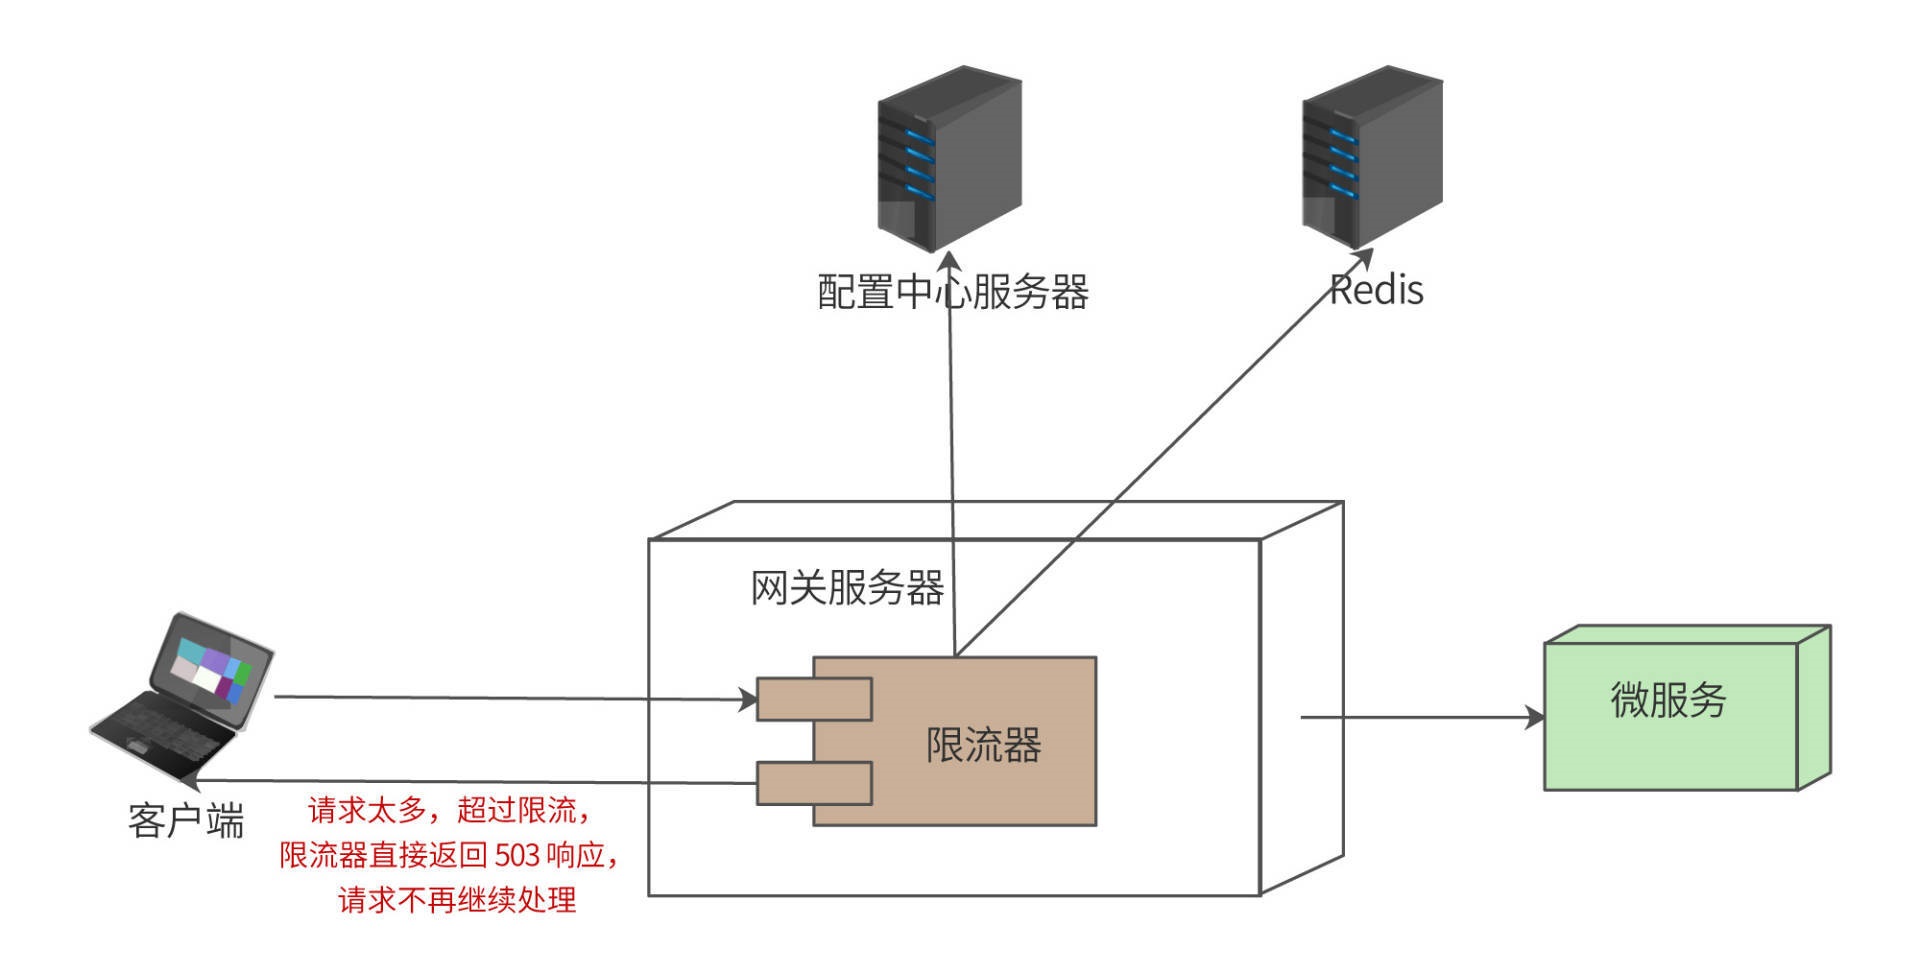 配置中心服务器
Redis
网关服务器
限流器
微服务
客户端
请求太多，超过限流，
限流器直接返回 503 响应，
请求不再继续处理